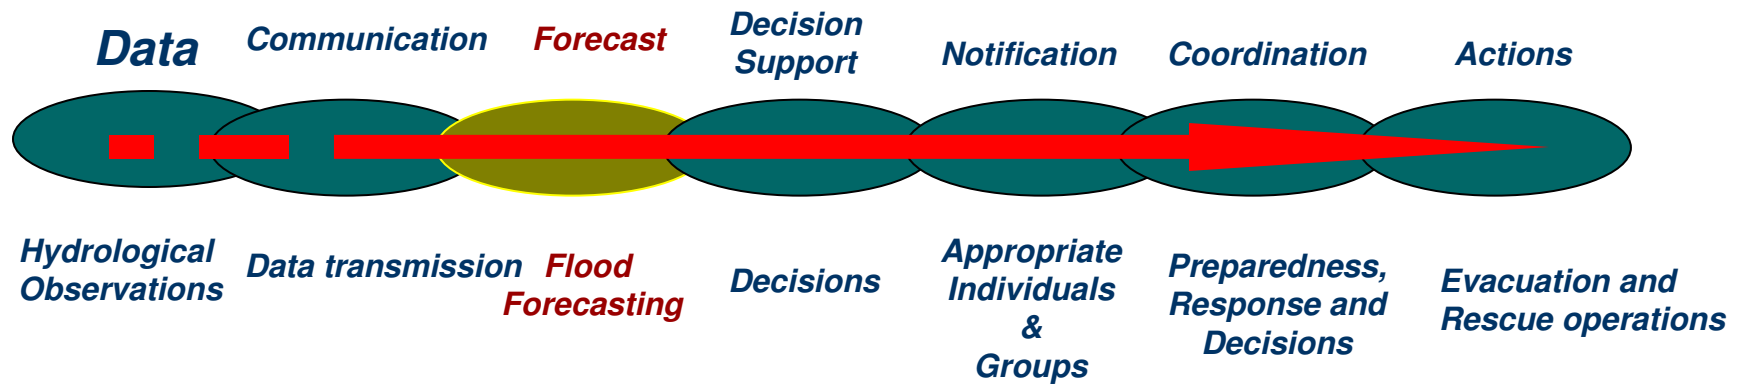 Data
Communication
Forecast
Decision
Support
Notification
Coordination
Actions
Hydrological
Observations
Data transmission
Flood
Forecasting
Decisions
Appropriate
Individuals
&
Groups
Preparedness,
Response and
Decisions
Evacuation and
Rescue operations